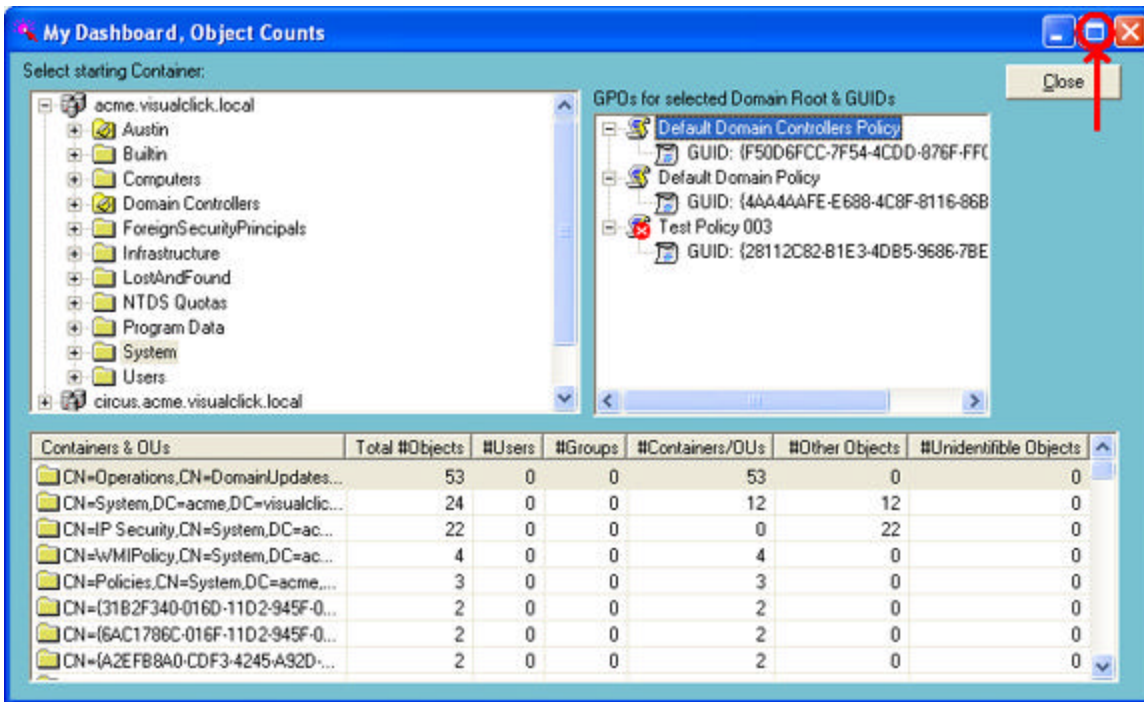 My Dashboard, Object Counts
Select starting Container:
Close
acme.visualclick.local
Austin
Builtin
Computers
Domain Controllers
ForeignSecurityPrincipals
Infrastructure
LostAndFound
NTDS Quotas
Program Data
System
Users
circus.acme.visualclick.local
GPOs for selected Domain Root & GUIDs
Default Domain Controllers Policy
GUID: {F50D6FCC-7F54-4CDD-876F-FF(
Default Domain Policy
GUID: {4AA4AAFE-E688-4C8F-8116-86B
Test Policy 003
GUID: {28112C82-B1E3-4DB5-9686-7BE
Containers & OUs Total #Objects #Users #Groups #Containers/OUs #Other Objects #Unidentifible Objects
CN=Operations,CN=DomainUpdates... 53 0 0 53 0 0
CN=System,DC=acme,DC=visualclic... 24 0 0 12 12 0
CN=IP Security,CN=System,DC=ac... 22 0 0 0 22 0
CN=WMIPolicy,CN=System,DC=ac... 4 0 0 4 0 0
CN=Policies,CN=System,DC=acme,... 3 0 0 3 0 0
CN={31B2F340-016D-11D2-945F-0... 2 0 0 2 0 0
CN={6AC1786C-016F-11D2-945F-0... 2 0 0 2 0 0
CN={A2EFB8A0-CDF3-4245-A92D-... 2 0 0 2 0 0